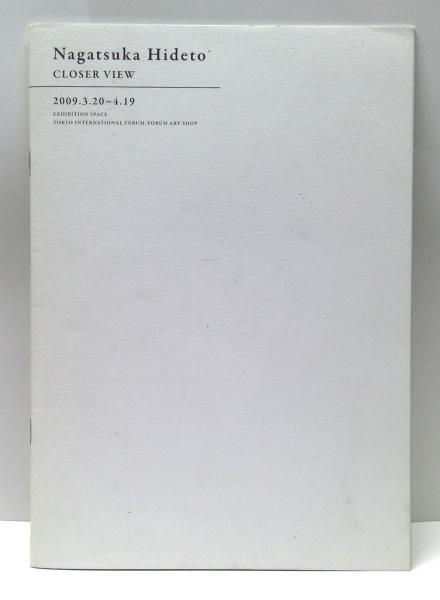 Nagatsuka Hideto
CLOSER VIEW
2009.3.20~4.19
EXHIBITION SPACE
TOKYO INTERNATIONAL FORUM, FORUM ART SHOP